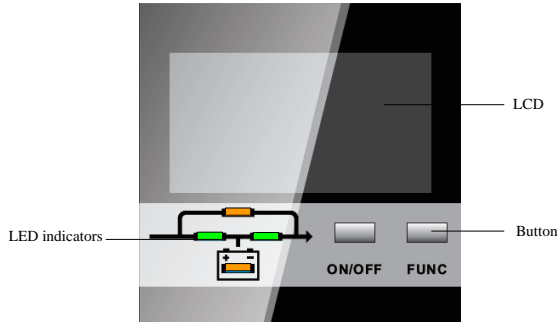 LCD
LED indicators
Button
+ −
ON/OFF FUNC